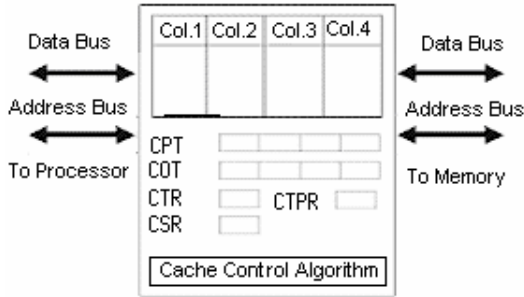 Col.1 Col.2 Col.3 Col.4
Data Bus
Data Bus
Address Bus
Address Bus
CPT
To Processor
COT
To Memory
CTR
CTPR
CSR
Cache Control Algorithm